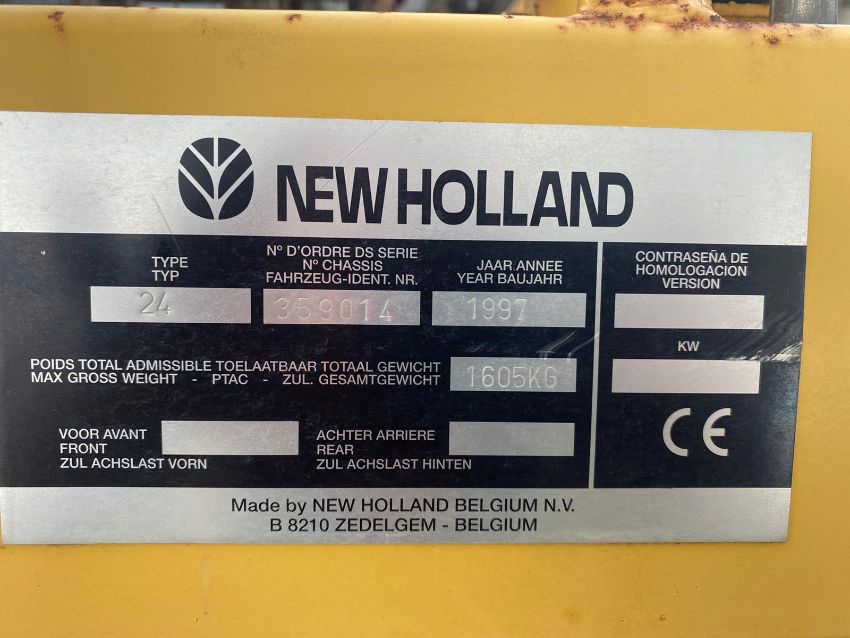 NEW HOLLAND
TYPE
TYP
24
N° D'ORDRE DS SERIE
N° CHASSIS
FAHRZEUG-IDENT. NR.
359014
JAAR ANNEE
YEAR BAUJAHR
1997
CONTRASEÑA DE
HOMOLOGACION
VERSION
KW
POIDS TOTAL ADMISSIBLE TOELAATBAAR TOTAAL GEWICHT
MAX GROSS WEIGHT - PTAC - ZUL. GESAMTGEWICHT
1605KG
VOOR AVANT
FRONT
ZUL ACHSLAST VORN
ACHTER ARRIERE
REAR
ZUL ACHSLAST HINTEN
CE
Made by NEW HOLLAND BELGIUM N.V.
B 8210 ZEDELGEM - BELGIUM